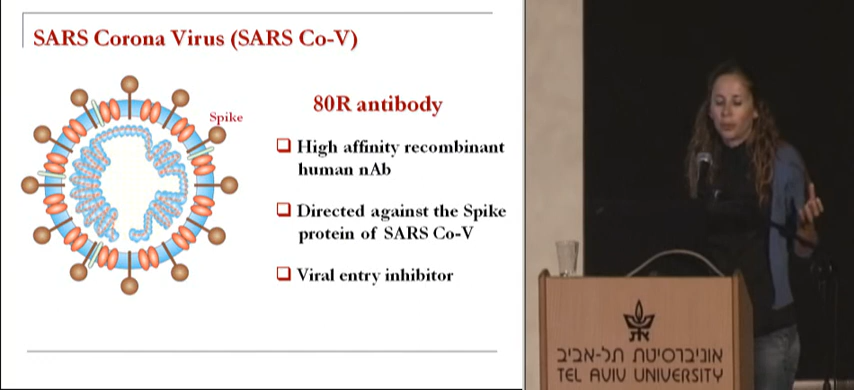 SARS Corona Virus (SARS Co-V)
Spike
80R antibody
High affinity recombinant
human nAb
Directed against the Spike
protein of SARS Co-V
Viral entry inhibitor
אוניברסיטת תל-אביב
TEL AVIV UNIVERSITY